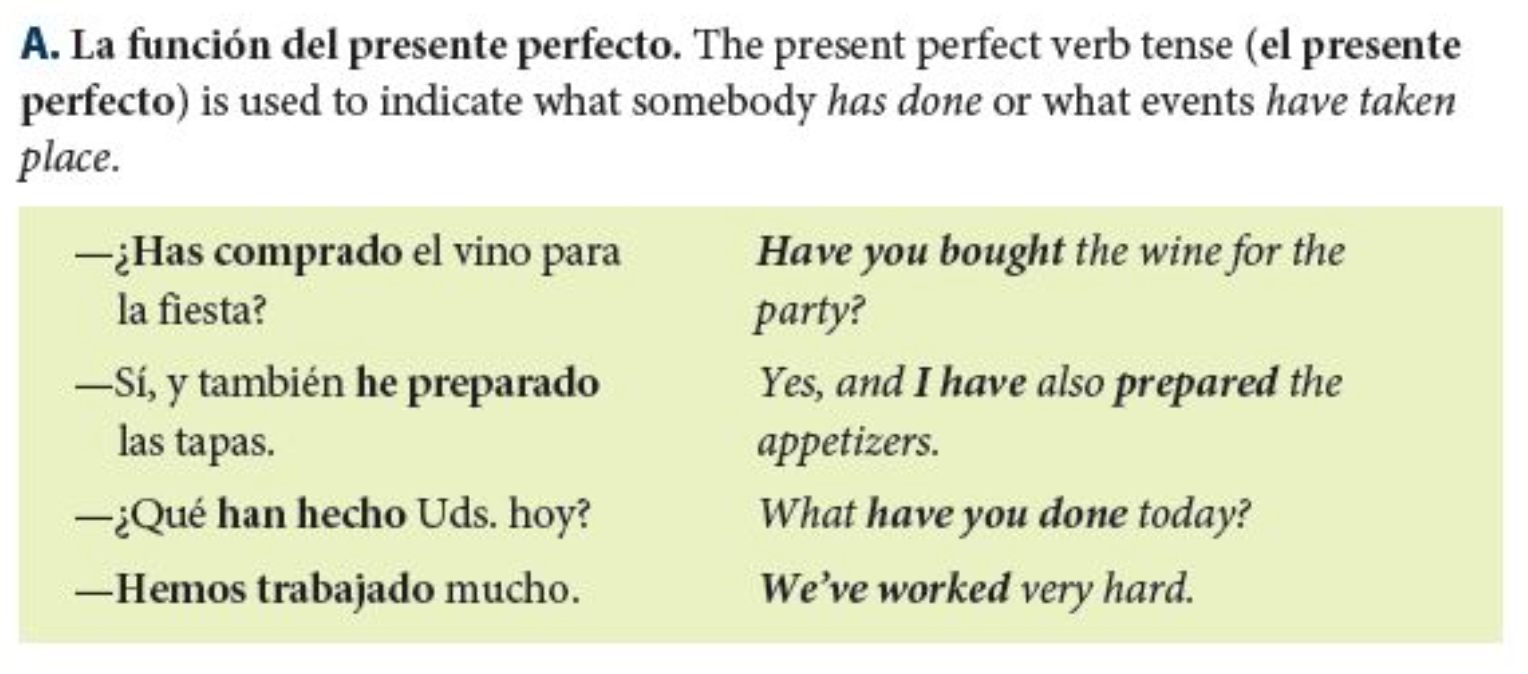 A. La función del presente perfecto. The present perfect verb tense (el presente
perfecto) is used to indicate what somebody has done or what events have taken
place.
—¿Has comprado el vino para
la fiesta?
Have you bought the wine for the
party?
—Sí, y también he preparado
las tapas.
Yes, and I have also prepared the
appetizers.
—¿Qué han hecho Uds. hoy?
What have you done today?
—Hemos trabajado mucho.
We've worked very hard.